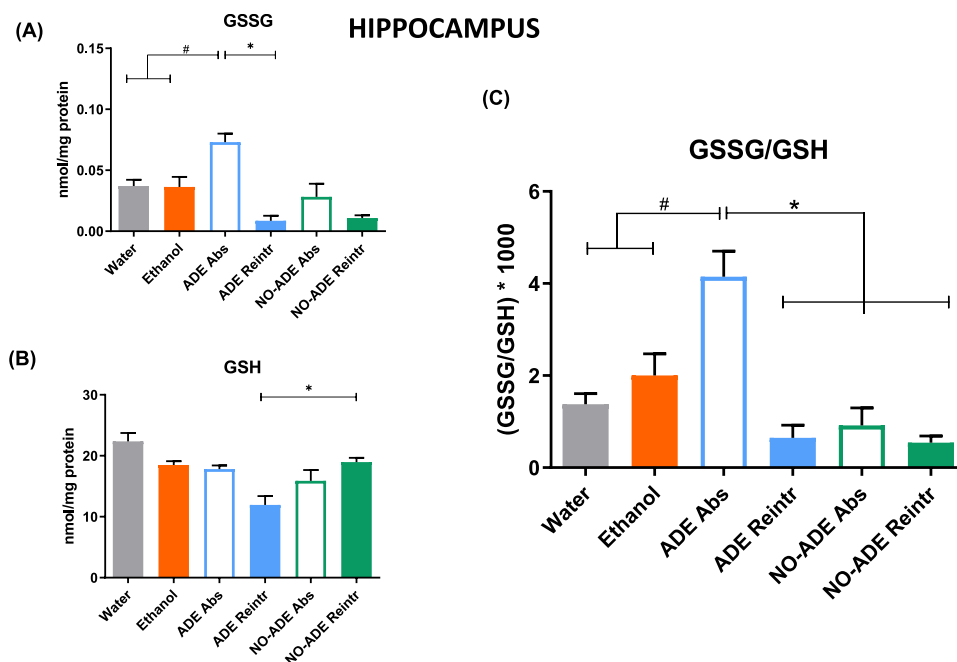 HIPPOCAMPUS
(A)
GSSG
#
*
nmol/mg protein
0.15
0.10
0.05
0.00
Water
Ethanol
ADE Abs
ADE Reintr
NO-ADE Abs
NO-ADE Reintr
(B)
GSH
*
nmol/mg protein
30
20
10
0
Water
Ethanol
ADE Abs
ADE Reintr
NO-ADE Abs
NO-ADE Reintr
(C)
GSSG/GSH
#
*
(GSSG/GSH) * 1000
6
4
2
0
Water
Ethanol
ADE Abs
ADE Reintr
NO-ADE Abs
NO-ADE Reintr